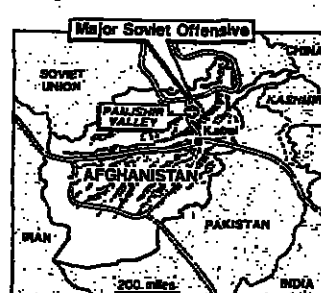 Major Soviet Offensive
CHINA
SOVIET
UNION
KASHMIR
PANJSHIR
VALLEY
Kabul
AFGHANISTAN
PAKISTAN
IRAN
INDIA
200 miles